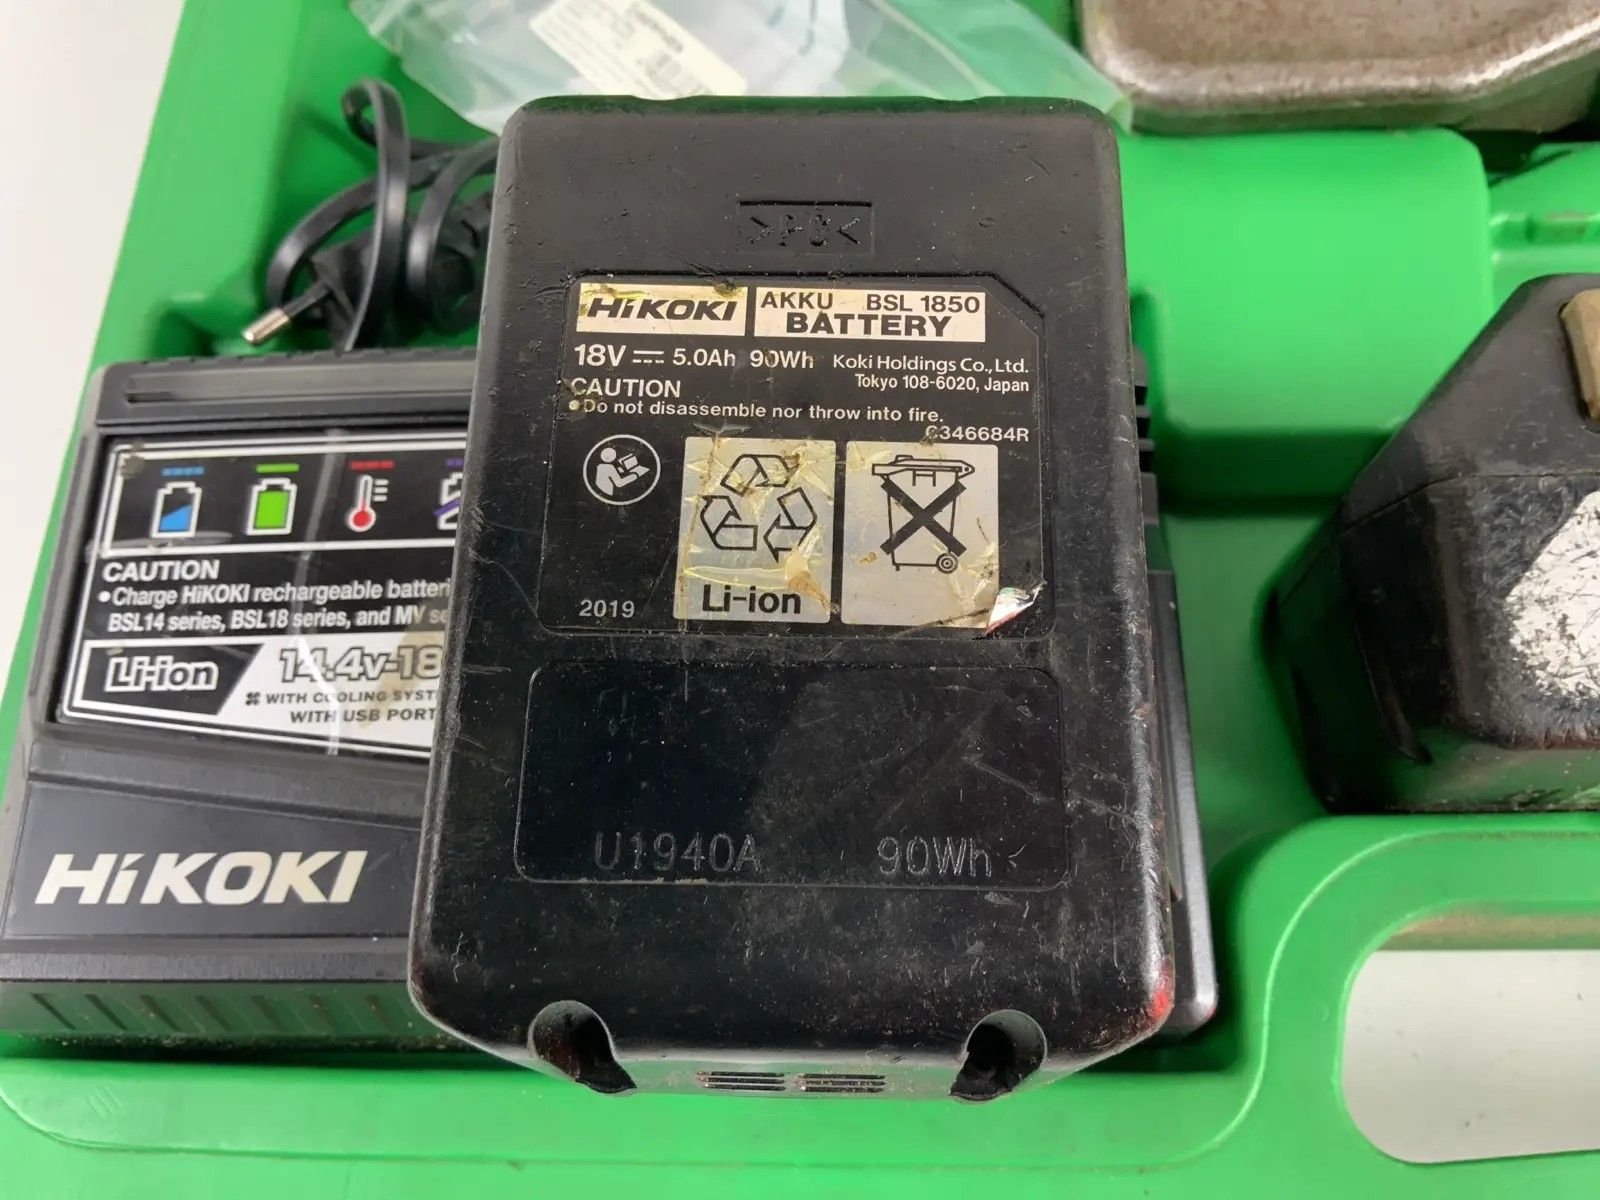 >PC<
HiKOKI
AKKU BSL 1850
BATTERY
18V 5.0Ah 90Wh Koki Holdings Co., Ltd.
Tokyo 108-6020, Japan
CAUTION
•Do not disassemble nor throw into fire.
C346684R
Li-ion
2019
U1940A 90Wh
CAUTION
•Charge HiKOKI rechargeable batteri
BSL14 series, BSL18 series, and MV se
Li-ion
14.4v-18
WITH COOLING SYST
WITH USB PORT
HiKOKI